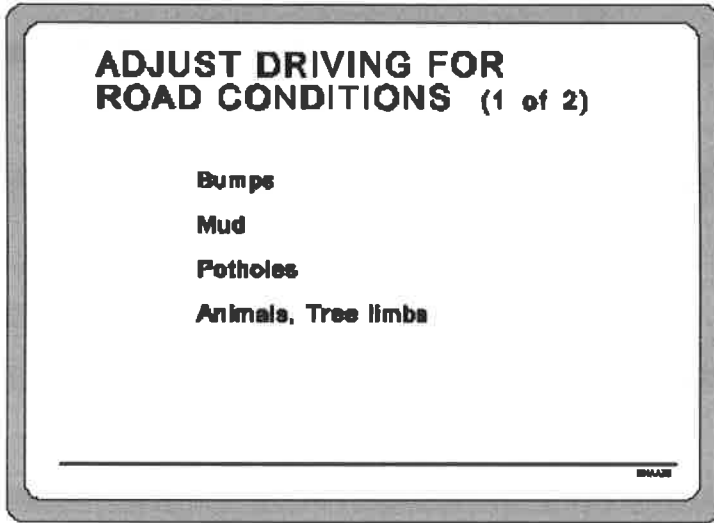 ADJUST DRIVING FOR
ROAD CONDITIONS (1 of 2)
Bumps
Mud
Potholes
Animals, Tree limbs